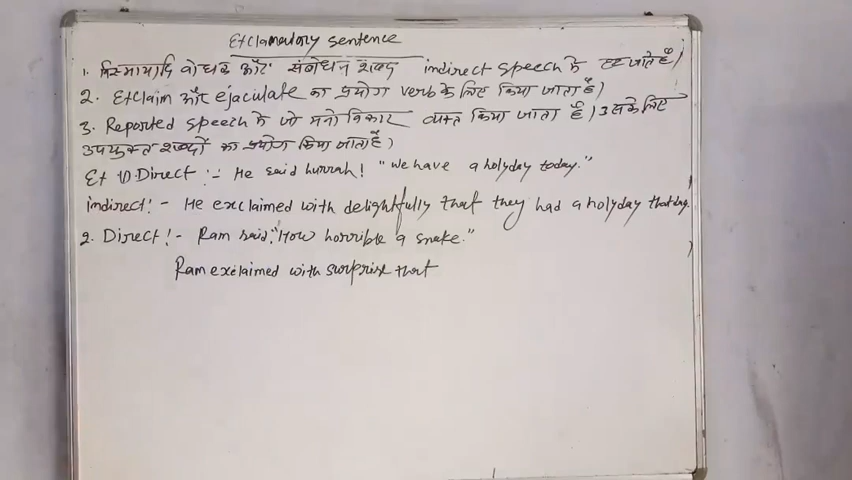 Exclamatory sentence
1. विस्मयादि बोधक और संबोधन शब्द indirect speech में हट जाते हैं।
2. Exclaim और ejaculate का प्रयोग verb के लिए किया जाता है।
3. Reported speech में जो मनोविकार व्यक्त किया जाता है। उसके लिए
उपयुक्त शब्दों का प्रयोग किया जाता है।
Ex 1) Direct:- He said hurrah! "We have a holyday today."
indirect:- He exclaimed with delightfully that they had a holyday that day.
2. Direct:- Ram said, "How horrible a snake."
Ram exclaimed with surprise that